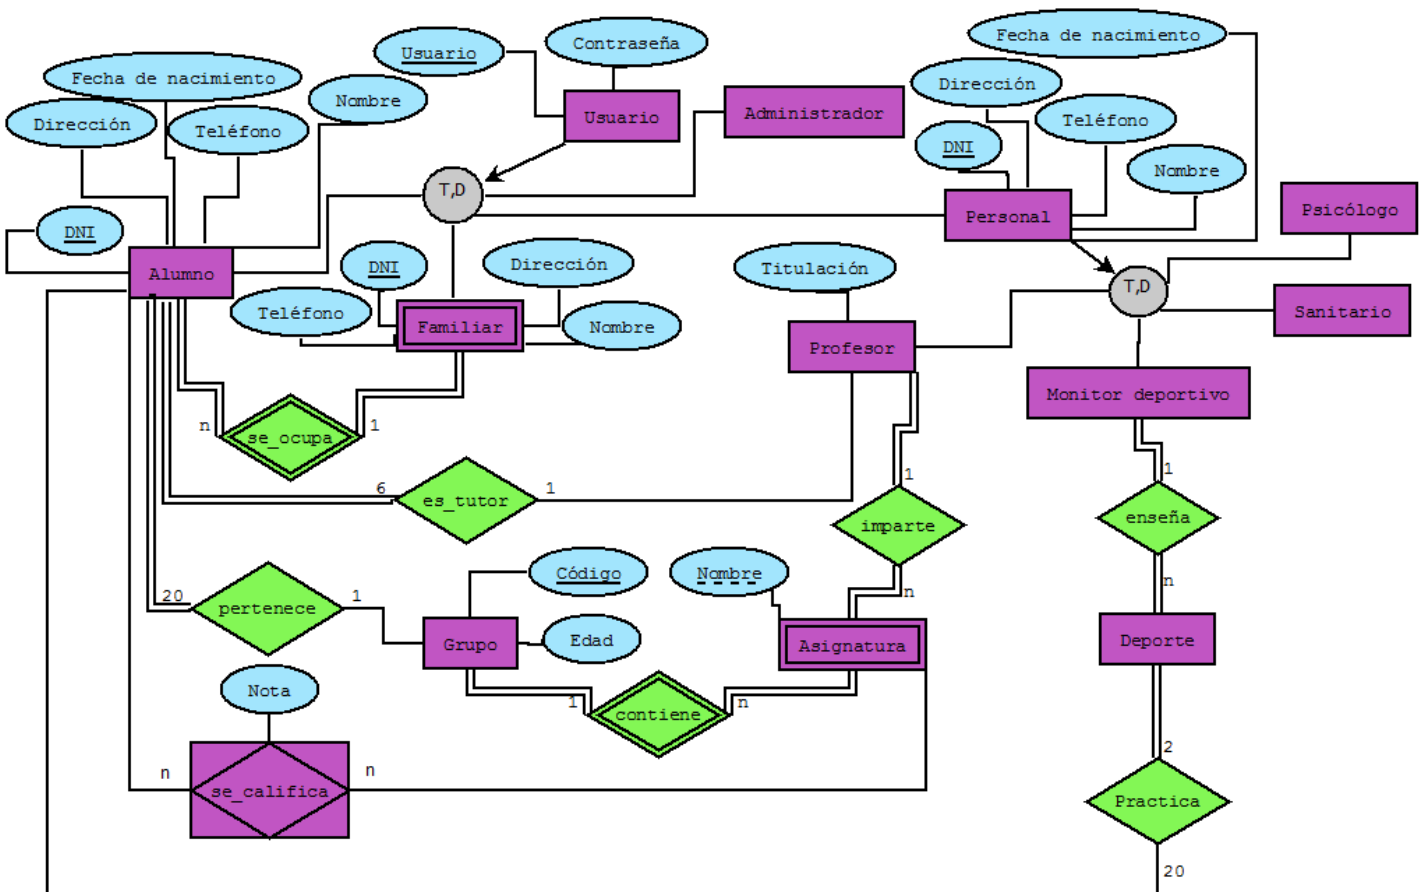 Fecha de nacimiento
Usuario
Contraseña
Fecha de nacimiento
Dirección
Nombre
Dirección
Teléfono
Usuario
Administrador
Teléfono
DNI
Nombre
T,D
Personal
Psicólogo
DNI
Alumno
DNI
Dirección
Titulación
T,D
Teléfono
Familiar
Nombre
Profesor
Sanitario
Monitor deportivo
n
se_ocupa
1
6
es_tutor
1
1
imparte
n
1
enseña
n
20
pertenece
1
Código
Nombre
Grupo
Edad
Asignatura
Deporte
Nota
1
contiene
n
2
n
se_califica
n
Practica
20